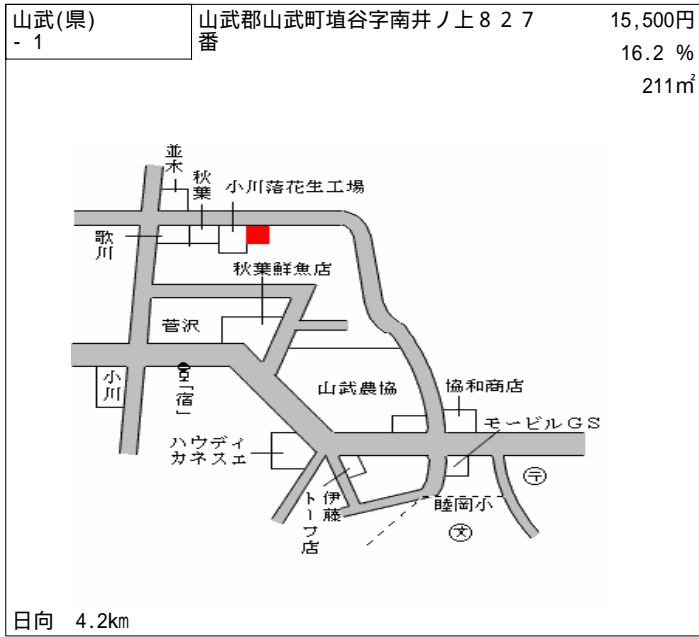 山武(県)
- 1
山武郡山武町埴谷字南井ノ上827
番
15,500円
16.2 %
211㎡
並木
秋葉
小川落花生工場
歌川
秋葉鮮魚店
菅沢
小川
「宿」
山武農協
協和商店
モービルGS
ハウディ
カネスエ
伊藤
トーフ店
睦岡小
〒
文
日向 4.2km